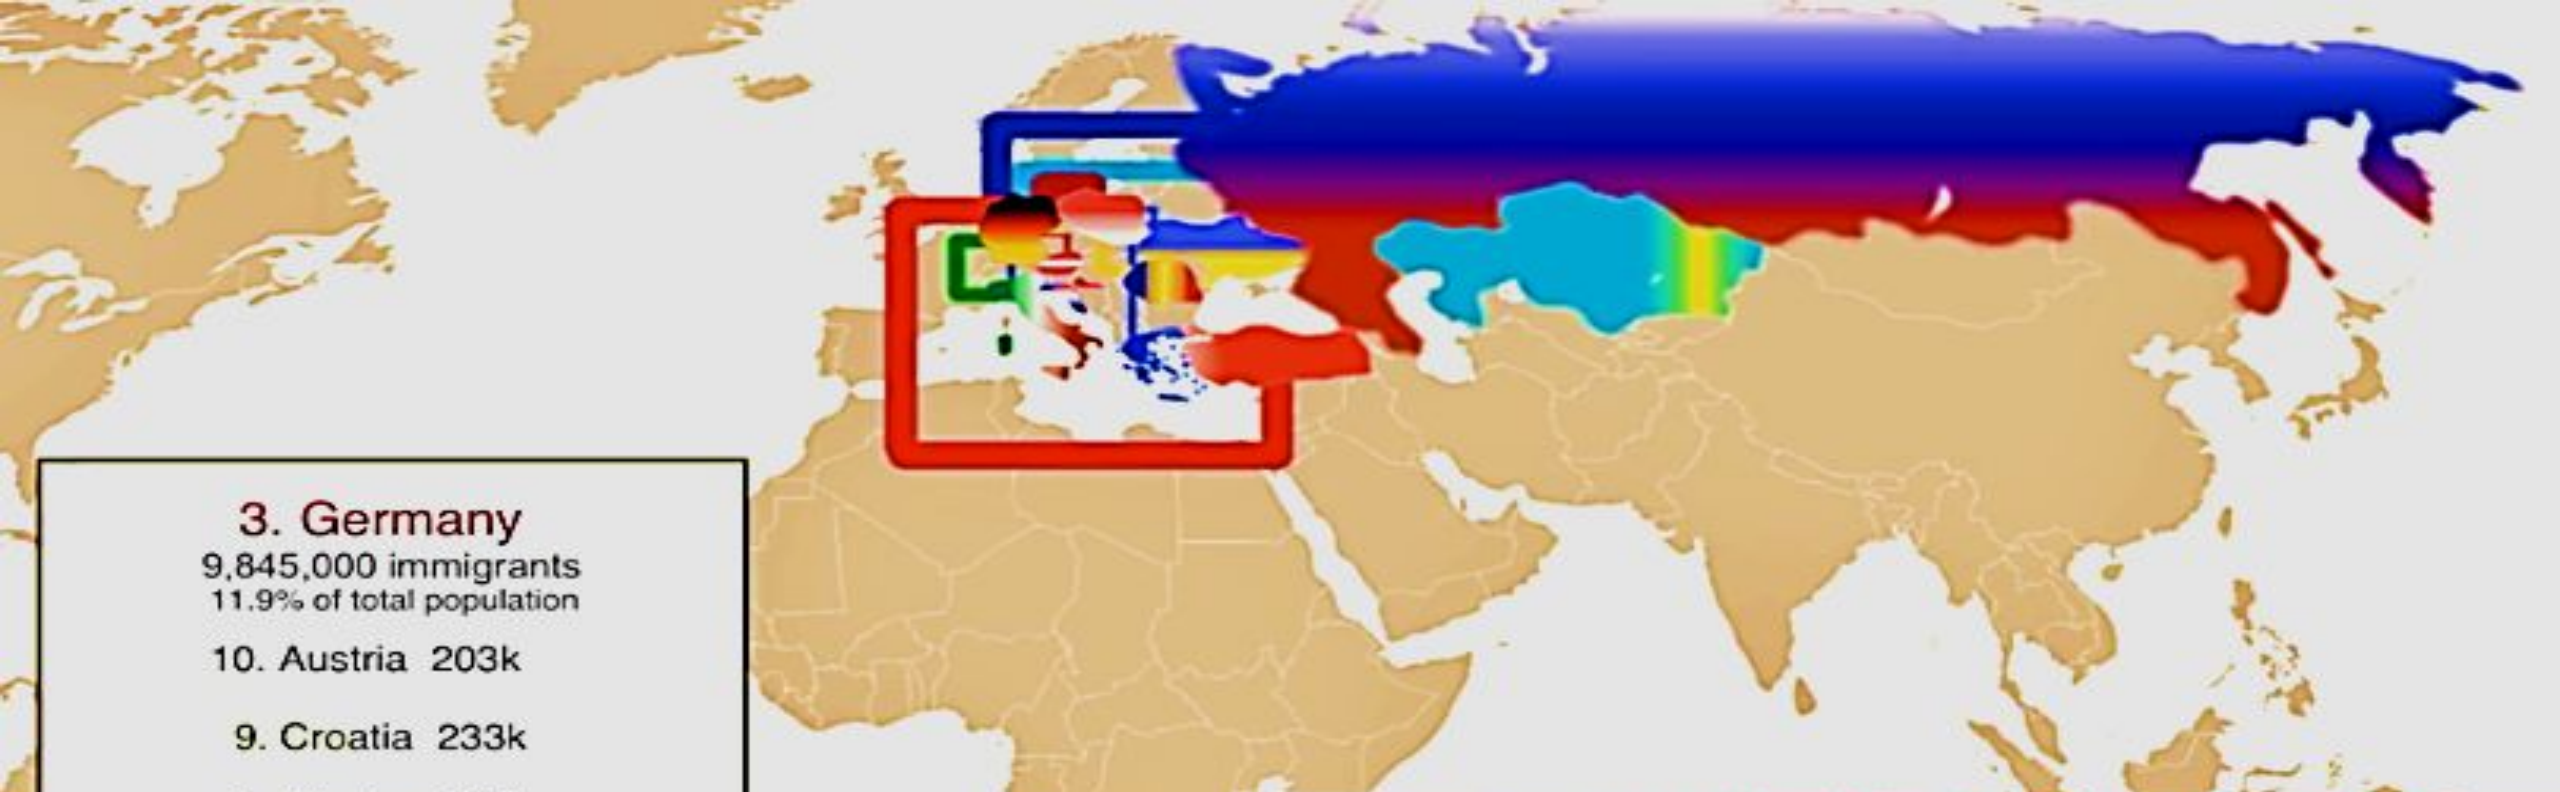 3. Germany
9,845,000 immigrants
11.9% of total population
10. Austria 203k
9. Croatia 233k